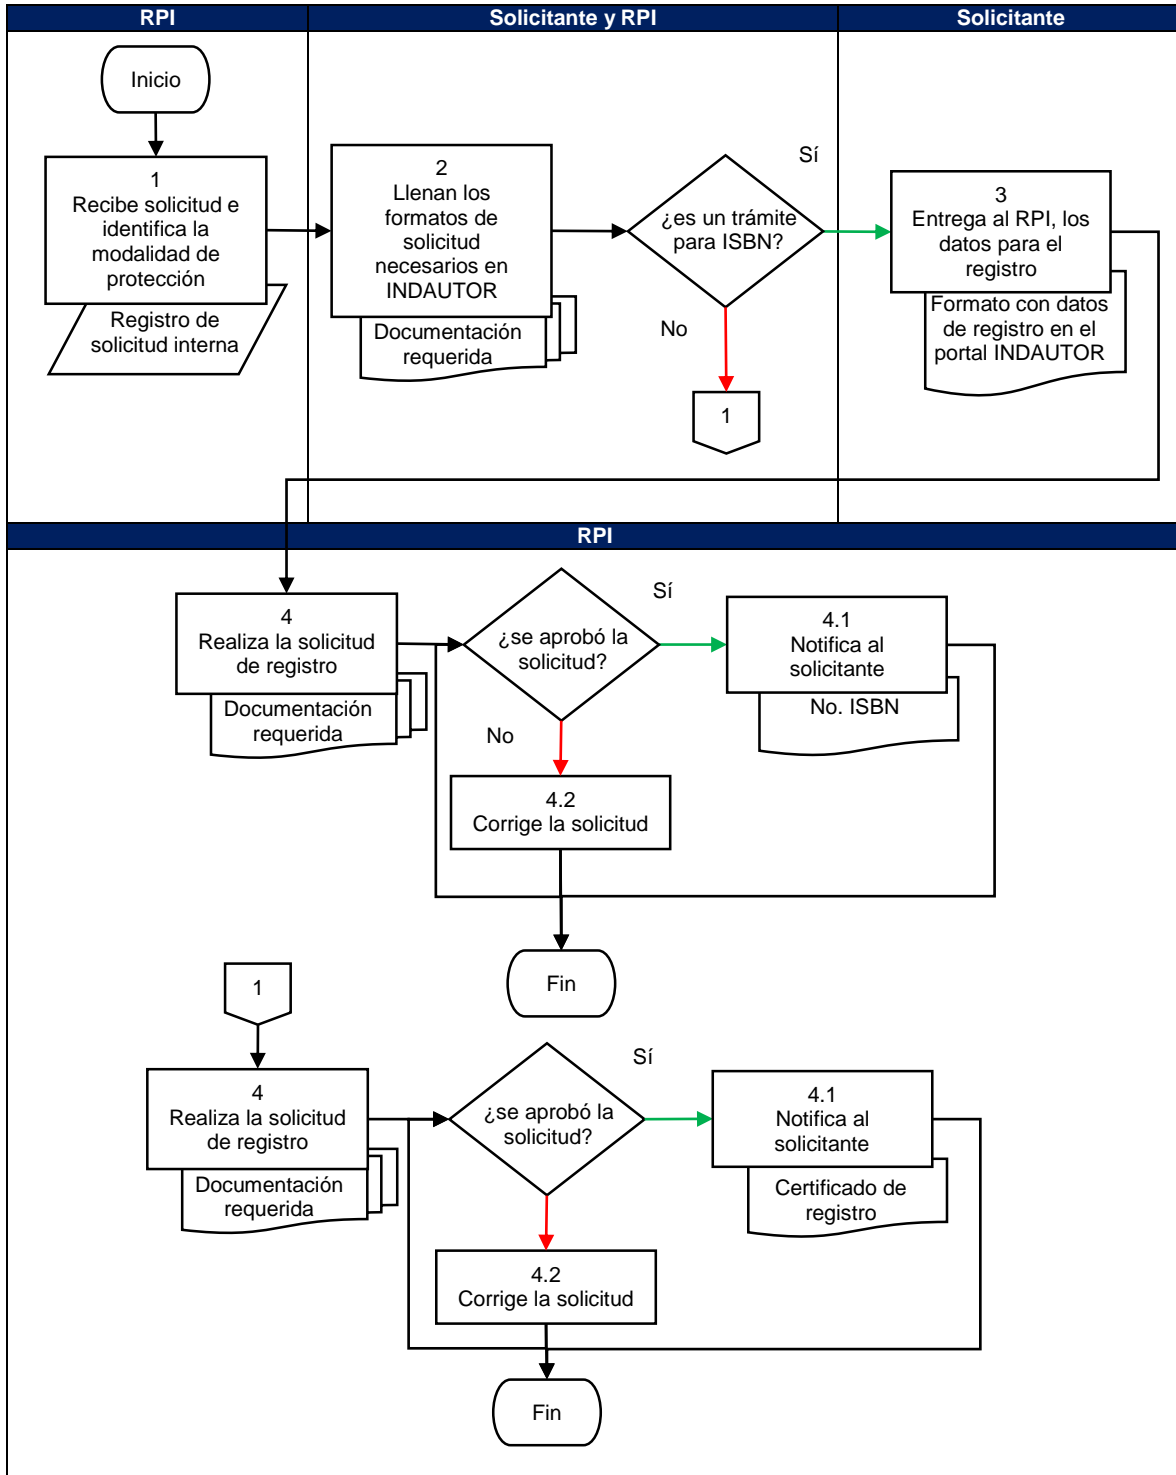 RPI
Solicitante y RPI
Solicitante
Inicio
1
Recibe solicitud e
identifica la
modalidad de
protección
Registro de
solicitud interna
2
Llenan los
formatos de
solicitud
necesarios en
INDAUTOR
Documentación
requerida
¿es un trámite
para ISBN?
Sí
No
1
3
Entrega al RPI, los
datos para el
registro
Formato con datos
de registro en el
portal INDAUTOR
RPI
4
Realiza la solicitud
de registro
Documentación
requerida
¿se aprobó la
solicitud?
Sí
No
4.1
Notifica al
solicitante
No. ISBN
4.2
Corrige la solicitud
Fin
1
4
Realiza la solicitud
de registro
Documentación
requerida
¿se aprobó la
solicitud?
Sí
4.1
Notifica al
solicitante
Certificado de
registro
4.2
Corrige la solicitud
Fin